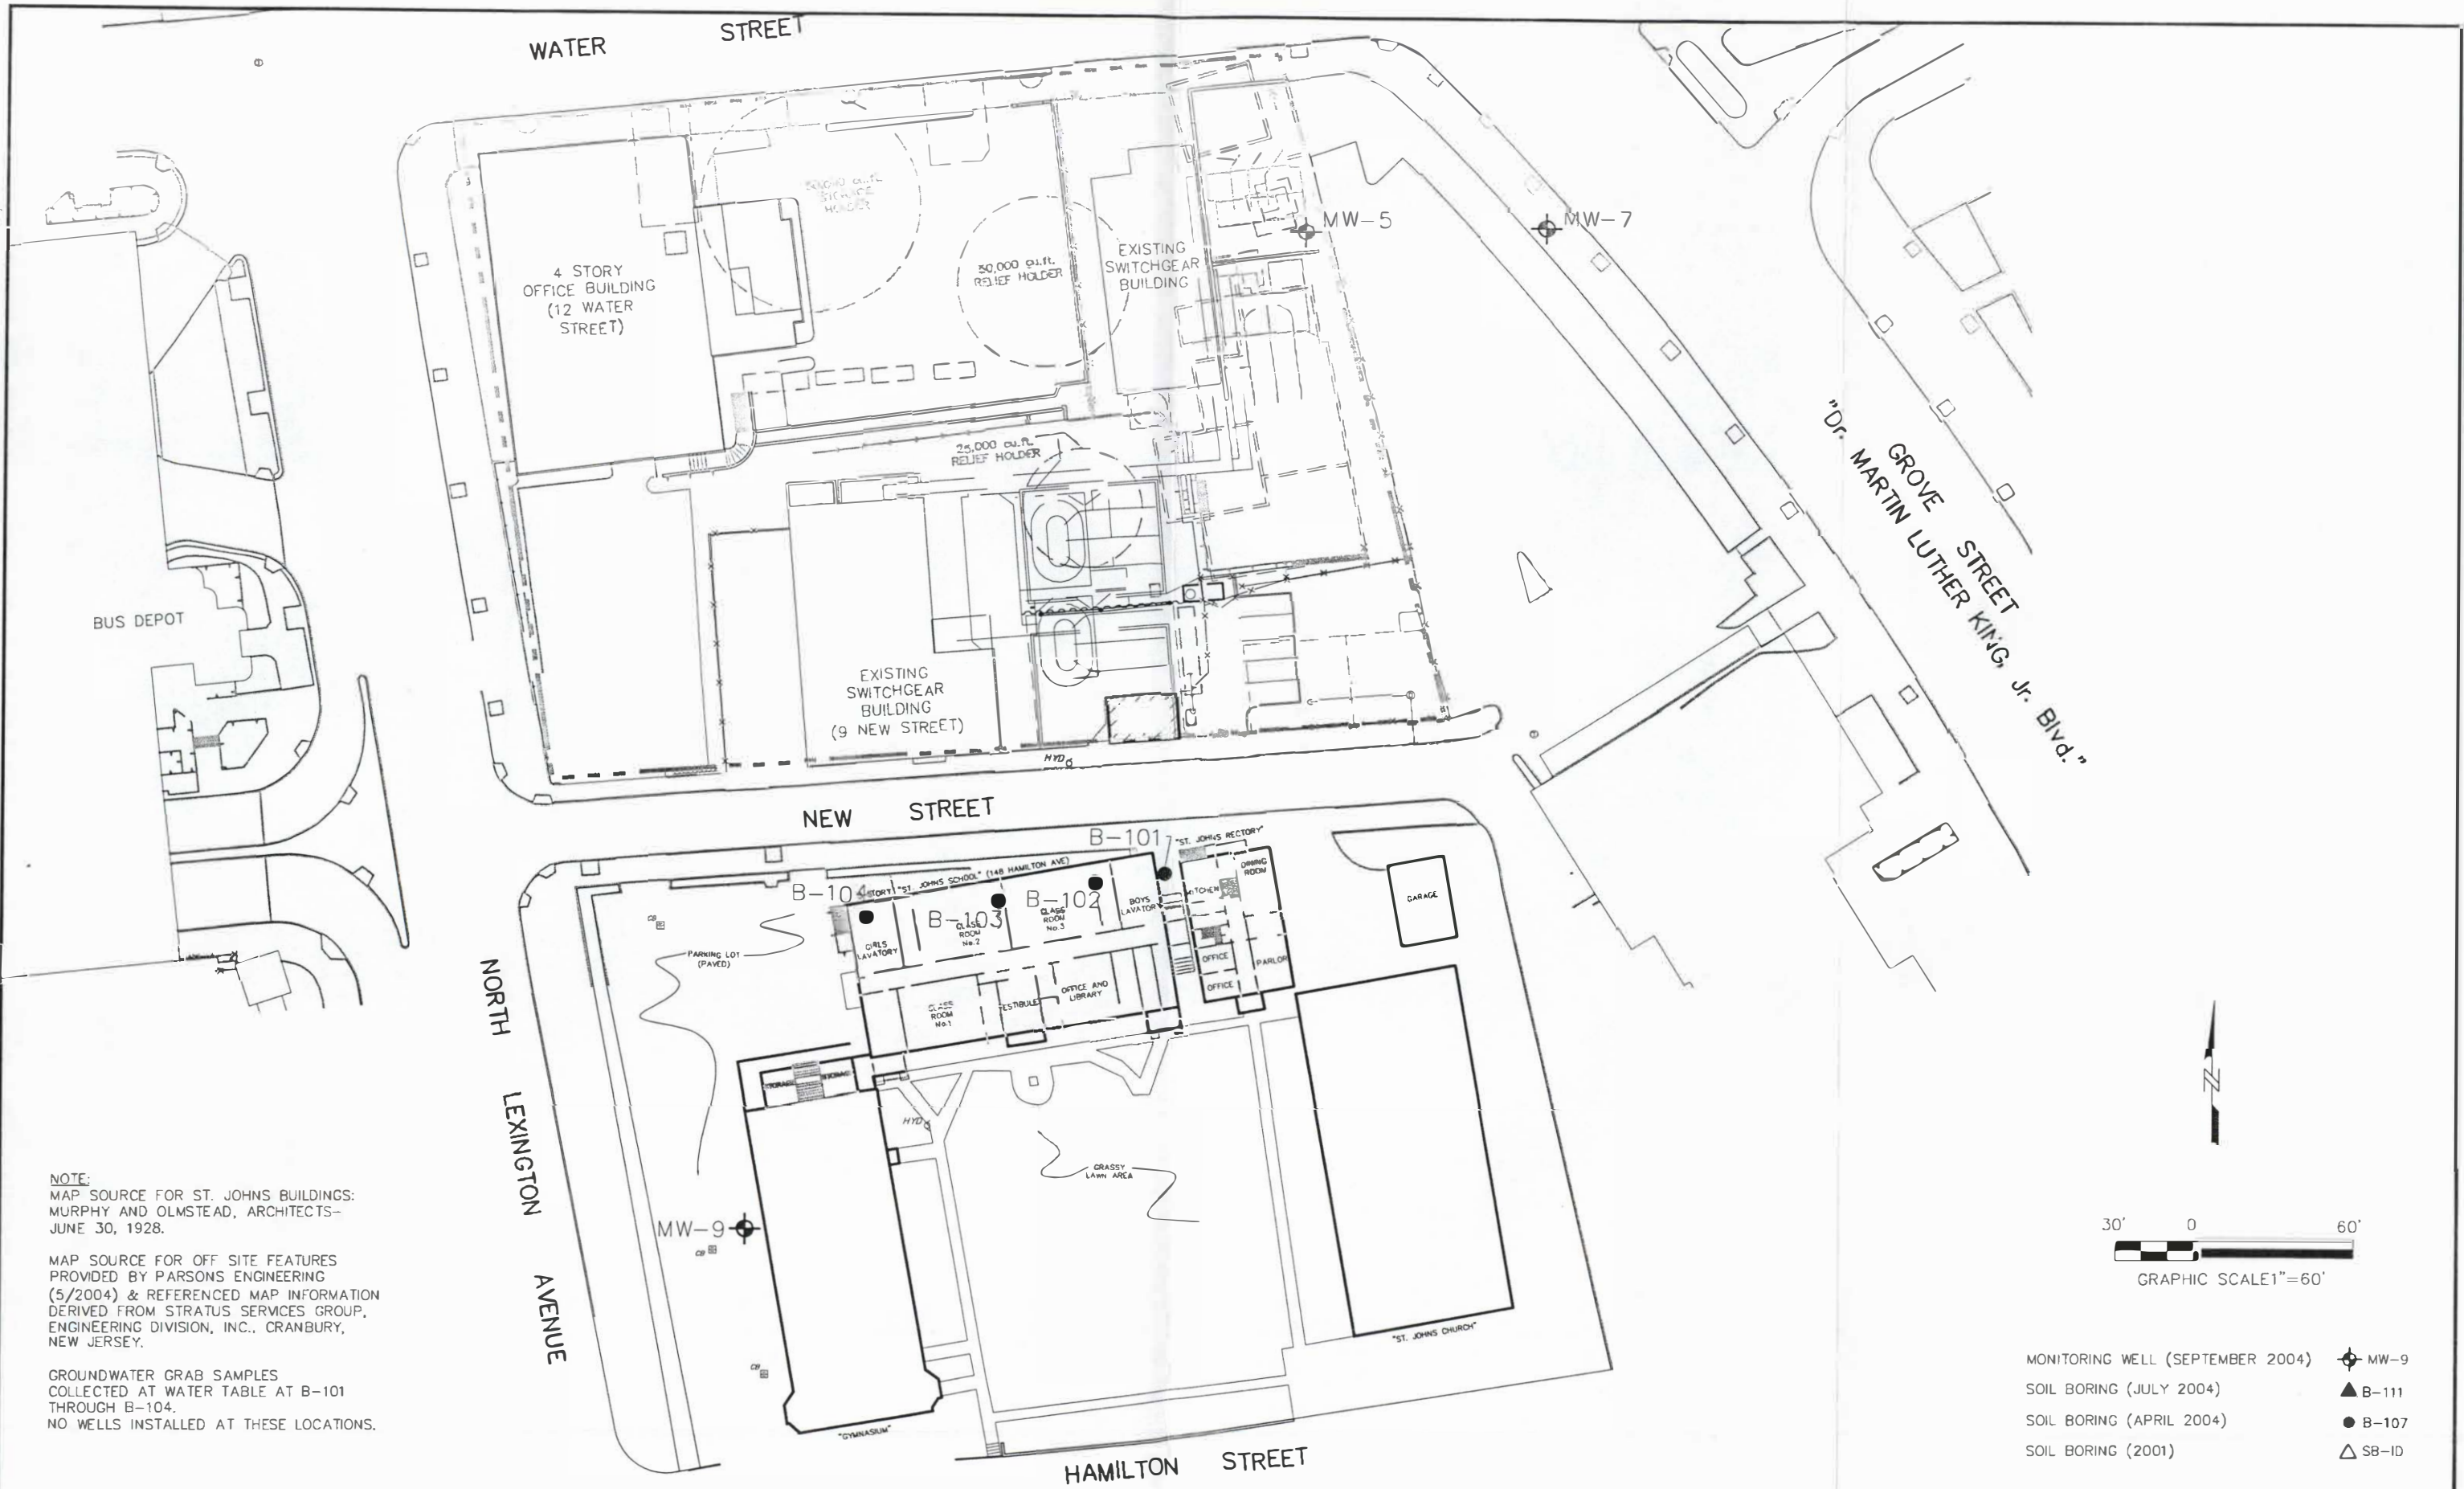 WATER STREET
4 STORY
OFFICE BUILDING
(12 WATER
STREET)
HOLDER
50,000 cu.ft.
RELIEF HOLDER
EXISTING
SWITCHGEAR
BUILDING
MW-5
MW-7
25,000 cu.ft.
RELIEF HOLDER
GROVE STREET
"Dr. MARTIN LUTHER KING, Jr. Blvd."
BUS DEPOT
EXISTING
SWITCHGEAR
BUILDING
(9 NEW STREET)
HYD
NEW STREET
B-101
"ST. JOHNS RECTORY"
"ST. JOHNS SCHOOL" (148 HAMILTON AVE)
B-104
B-103
B-102
BOYS
LAVATORY
KITCHEN
DINING
ROOM
GARAGE
CB
GIRLS
LAVATORY
CLASS
ROOM
No.2
CLASS
ROOM
No.3
PARKING LOT
(PAVED)
OFFICE
PARLOR
OFFICE
CLASS
ROOM
No.1
OFFICE AND
LIBRARY
NORTH LEXINGTON AVENUE
HYD
GRASSY
LAWN AREA
MW-9
CB
CB
"GYMNASIUM"
"ST. JOHNS CHURCH"
HAMILTON STREET
NOTE:
MAP SOURCE FOR ST. JOHNS BUILDINGS:
MURPHY AND OLMSTEAD, ARCHITECTS-
JUNE 30, 1928.
MAP SOURCE FOR OFF SITE FEATURES
PROVIDED BY PARSONS ENGINEERING
(5/2004) & REFERENCED MAP INFORMATION
DERIVED FROM STRATUS SERVICES GROUP,
ENGINEERING DIVISION, INC., CRANBURY,
NEW JERSEY.
GROUNDWATER GRAB SAMPLES
COLLECTED AT WATER TABLE AT B-101
THROUGH B-104.
NO WELLS INSTALLED AT THESE LOCATIONS.
N
30' 0 60'
GRAPHIC SCALE1"=60'
MONITORING WELL (SEPTEMBER 2004) MW-9
SOIL BORING (JULY 2004) B-111
SOIL BORING (APRIL 2004) B-107
SOIL BORING (2001) SB-ID